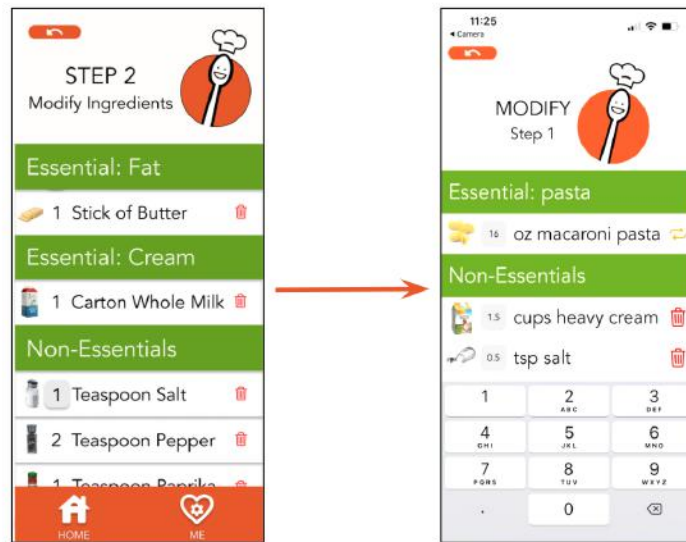 STEP 2
Modify Ingredients
Essential: Fat
1 Stick of Butter
Essential: Cream
1 Carton Whole Milk
Non-Essentials
1 Teaspoon Salt
2 Teaspoon Pepper
1 Teaspoon Paprika
HOME ME
11:25
Camera
MODIFY
Step 1
Essential: pasta
16 oz macaroni pasta
Non-Essentials
1.5 cups heavy cream
0.5 tsp salt
1 2 3
ABC DEF
4 5 6
GHI JKL MNO
7 8 9
PQRS TUV WXYZ
. 0